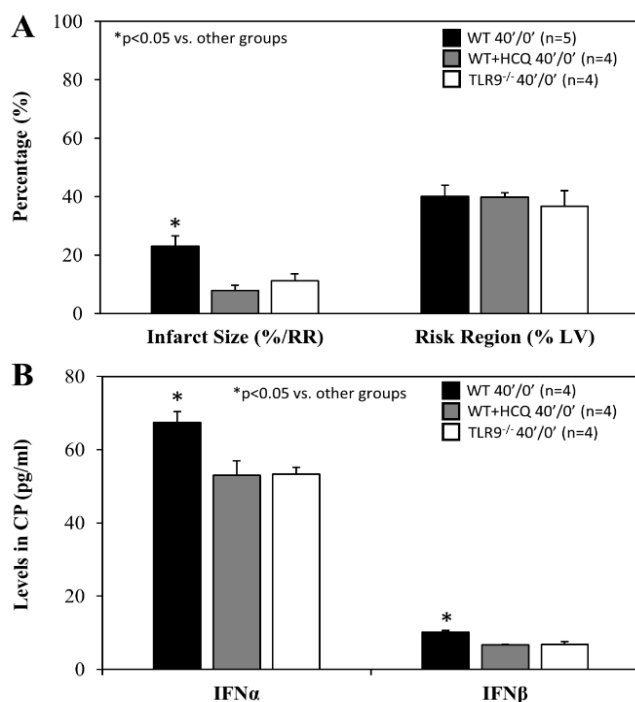 A
*p<0.05 vs. other groups
WT 40'/0' (n=5)
WT+HCQ 40'/0' (n=4)
TLR9-/- 40'/0' (n=4)
Percentage (%)
100
80
60
40
20
0
*
Infarct Size (%/RR)
Risk Region (% LV)
B
*p<0.05 vs. other groups
WT 40'/0' (n=4)
WT+HCQ 40'/0' (n=4)
TLR9-/- 40'/0' (n=4)
Levels in CP (pg/ml)
80
60
40
20
0
*
*
IFNα
IFNβ